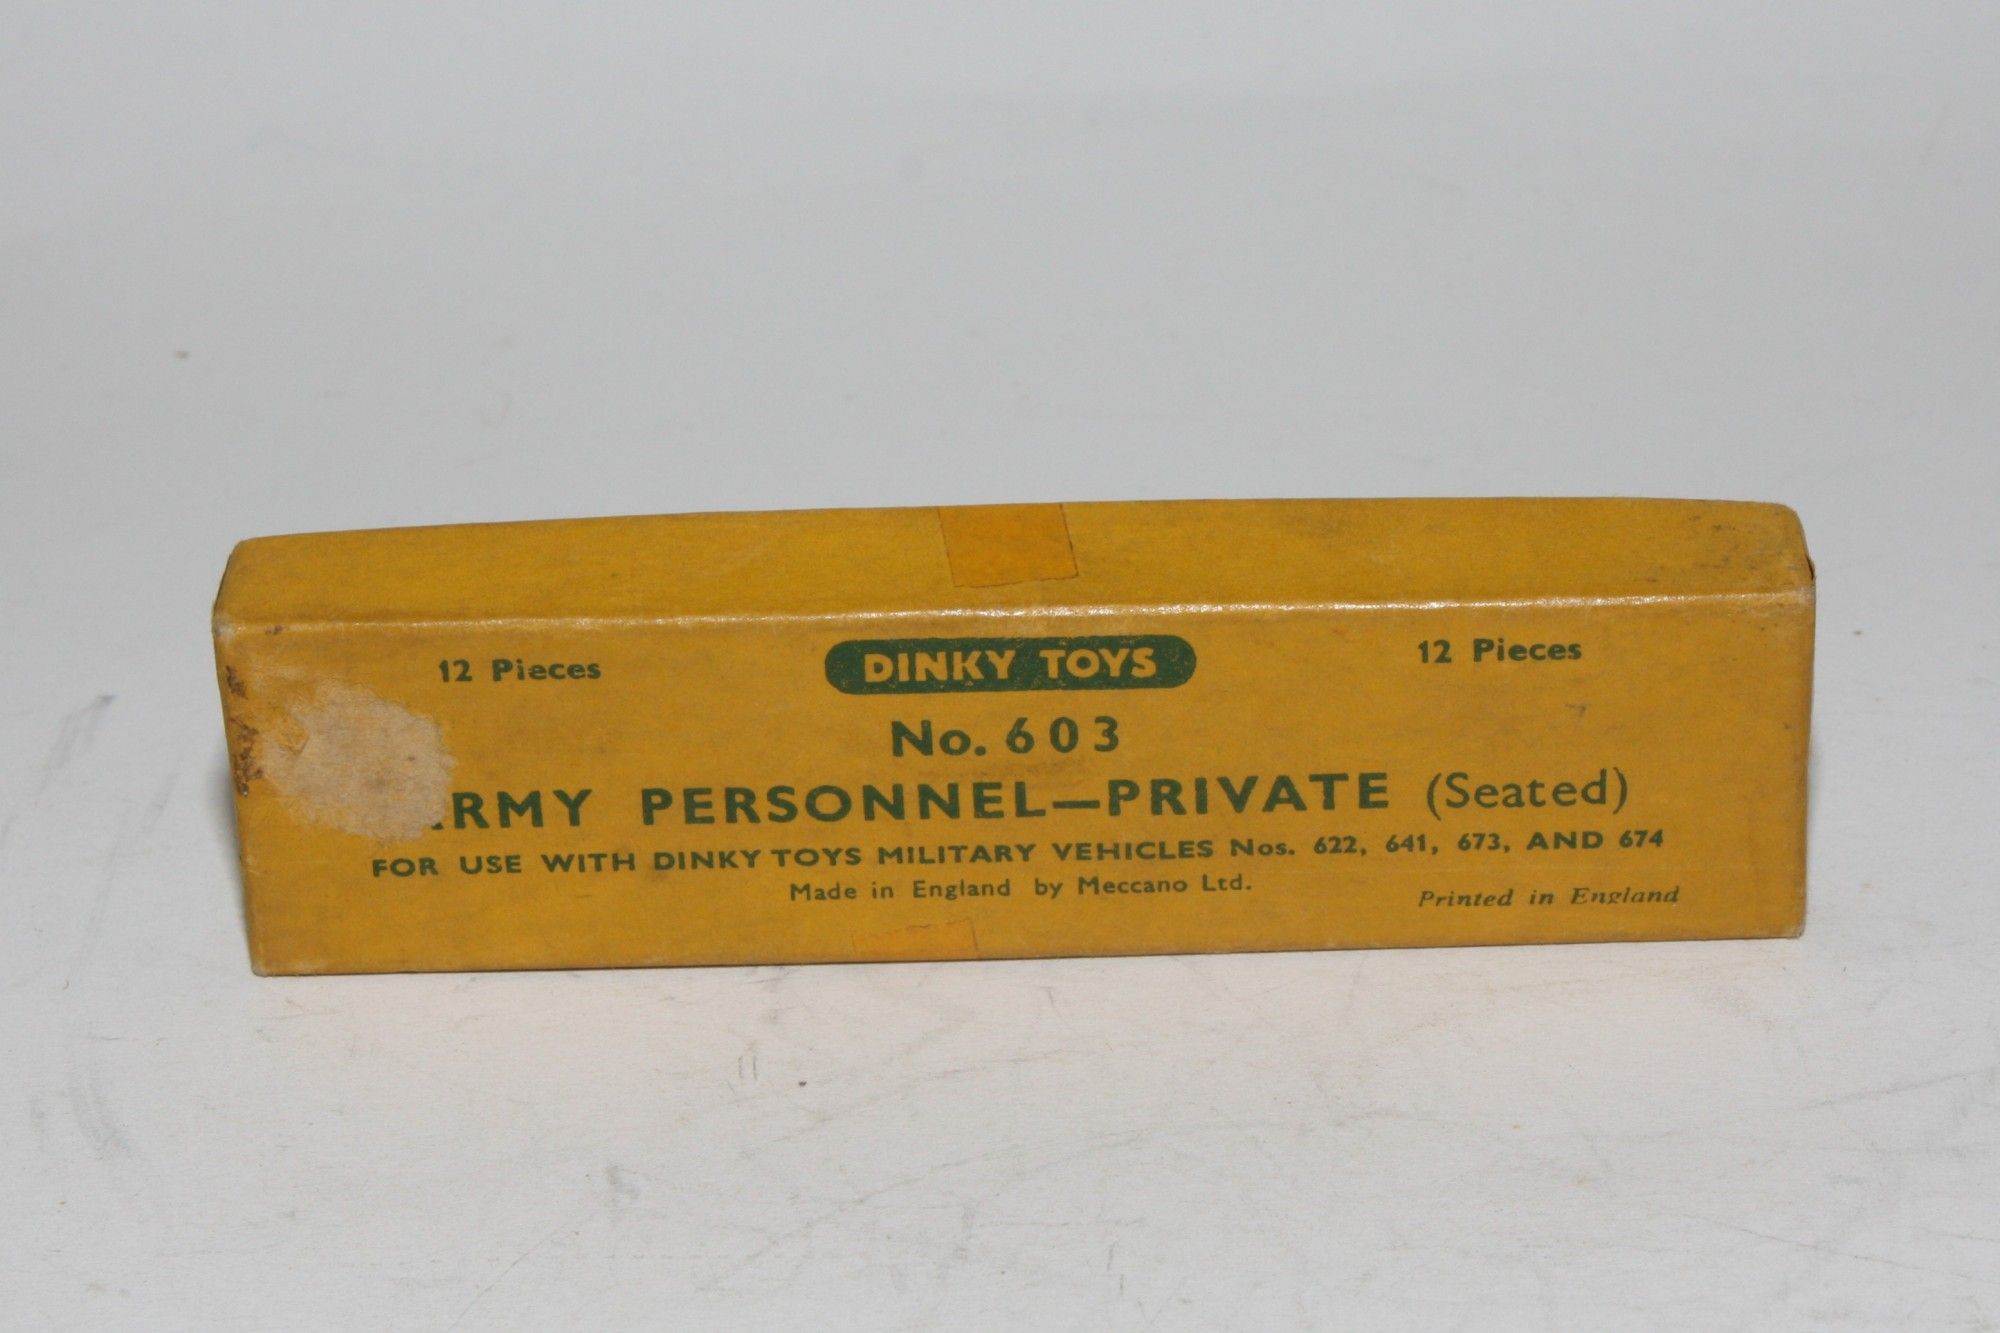 12 Pieces DINKY TOYS 12 Pieces
No. 603
RMY PERSONNEL—PRIVATE (Seated)
FOR USE WITH DINKY TOYS MILITARY VEHICLES Nos. 622, 641, 673, AND 674
Made in England by Meccano Ltd.
Printed in England